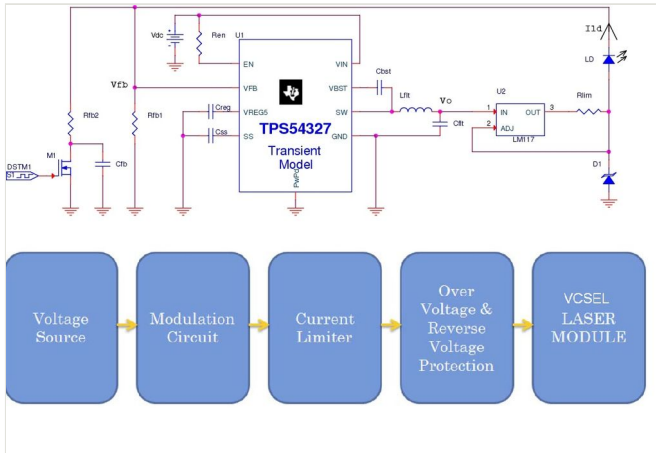 Ild
Vdc
Ren
U1
EN
VIN
LD
Vfb
VFB
VBST
Cbst
U2
Rfb2
Rfb1
Creg
VREG5
SW
Lflt
Vo
1
IN
OUT
3
Rlim
Css
SS
TPS54327
GND
Cflt
2
ADJ
LM117
Transient
Model
M1
DSTM1
ST
Cfb
D1
Voltage
Source
Modulation
Circuit
Current
Limiter
Over
Voltage &
Reverse
Voltage
Protection
VCSEL
LASER
MODULE